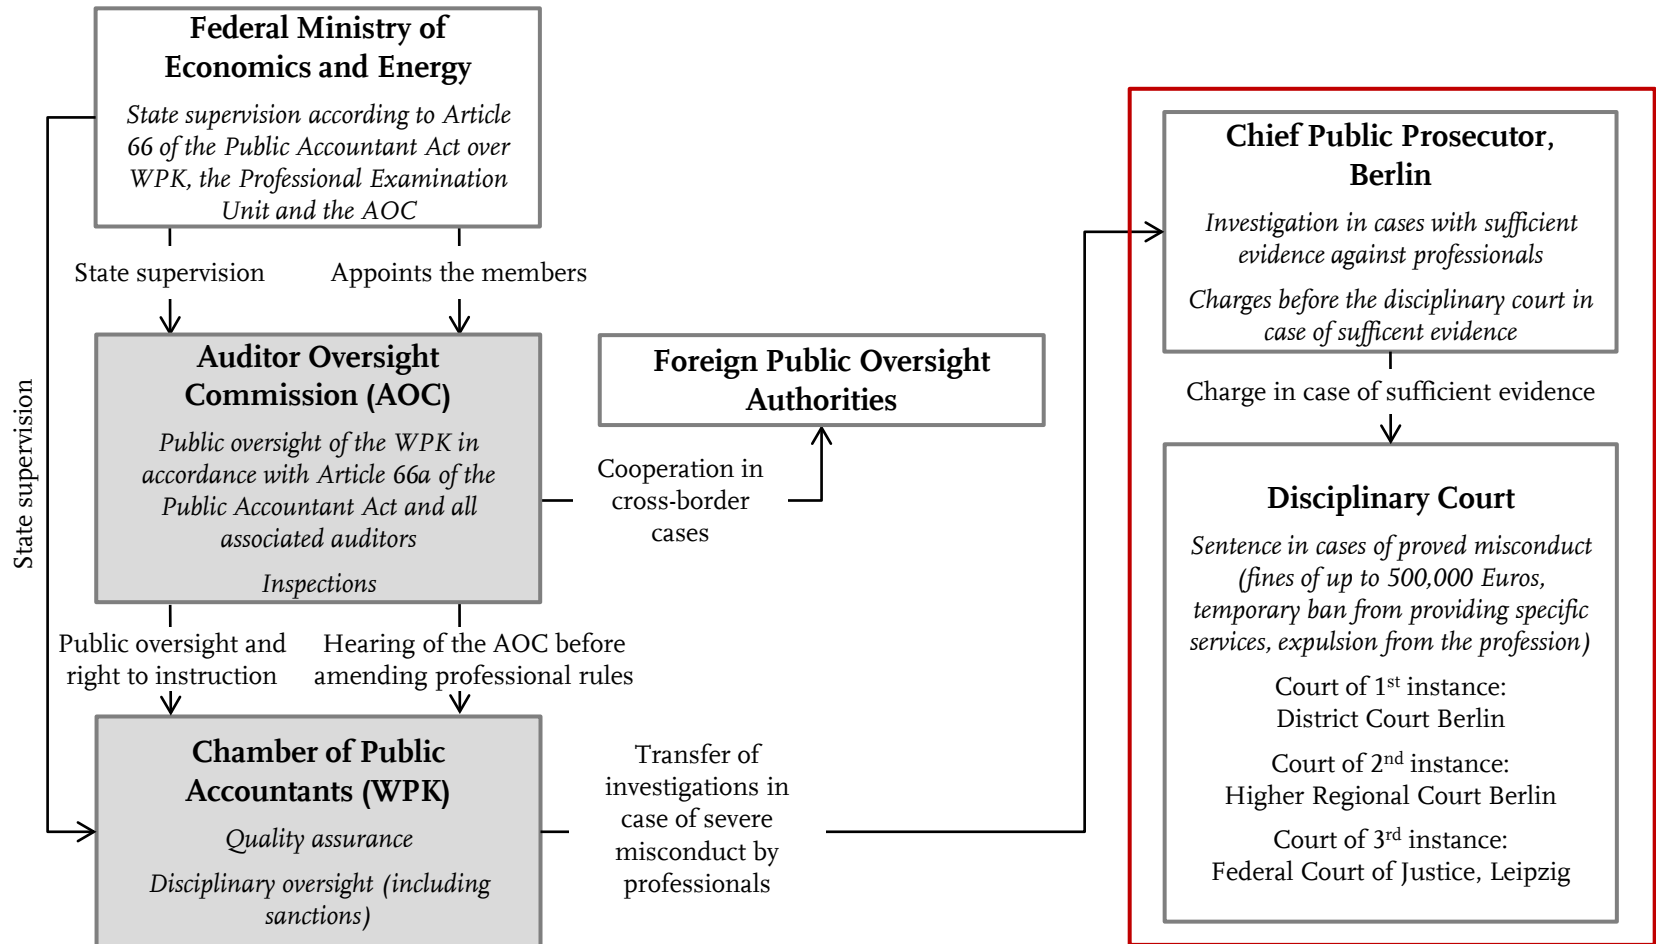 Federal Ministry of
Economics and Energy
State supervision according to Article
66 of the Public Accountant Act over
WPK, the Professional Examination
Unit and the AOC
State supervision
Appoints the members
State supervision
Auditor Oversight
Commission (AOC)
Public oversight of the WPK in
accordance with Article 66a of the
Public Accountant Act and all
associated auditors
Inspections
Foreign Public Oversight
Authorities
Cooperation in
cross-border
cases
Public oversight and
right to instruction
Hearing of the AOC before
amending professional rules
Chamber of Public
Accountants (WPK)
Quality assurance
Disciplinary oversight (including
sanctions)
Transfer of
investigations in
case of severe
misconduct by
professionals
Chief Public Prosecutor,
Berlin
Investigation in cases with sufficient
evidence against professionals
Charges before the disciplinary court in
case of sufficent evidence
Charge in case of sufficient evidence
Disciplinary Court
Sentence in cases of proved misconduct
(fines of up to 500,000 Euros,
temporary ban from providing specific
services, expulsion from the profession)
Court of 1st instance:
District Court Berlin
Court of 2nd instance:
Higher Regional Court Berlin
Court of 3rd instance:
Federal Court of Justice, Leipzig